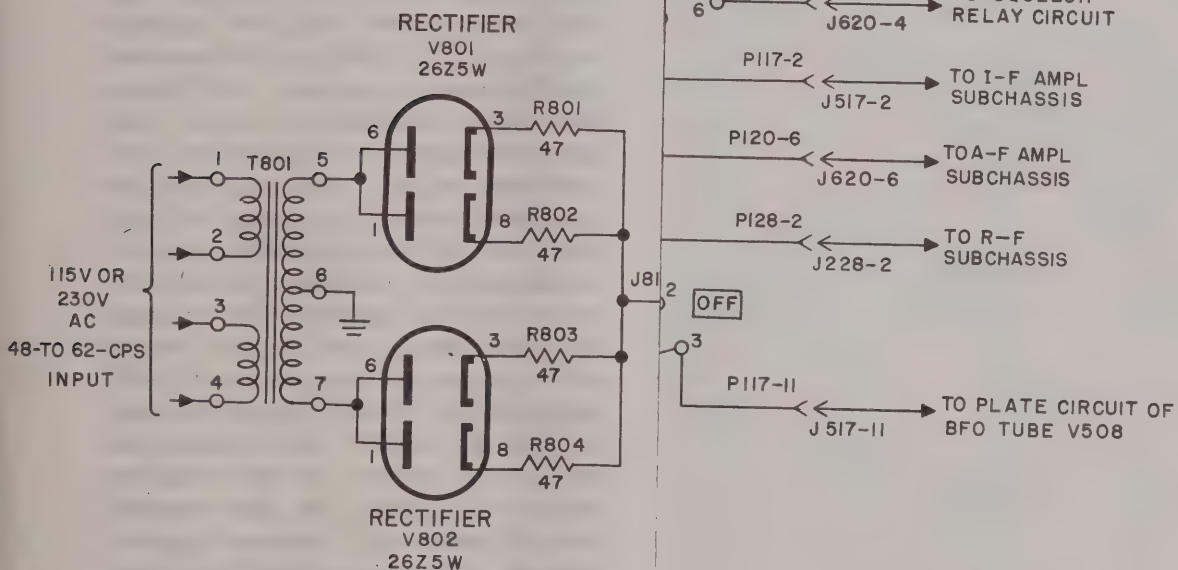 RECTIFIER
V801
26Z5W
6
3
R801
47
1
8
R802
47
1
T801
5
2
6
3
4
7
115V OR
230V
AC
48-TO 62-CPS
INPUT
6
3
R803
47
1
8
R804
47
RECTIFIER
V802
26Z5W
J81
2
OFF
3
6
J620-4
RELAY CIRCUIT
P117-2
J517-2
TO I-F AMPL
SUBCHASSIS
P120-6
J620-6
TO A-F AMPL
SUBCHASSIS
P128-2
J228-2
TO R-F
SUBCHASSIS
P117-11
J517-11
TO PLATE CIRCUIT OF
BFO TUBE V508